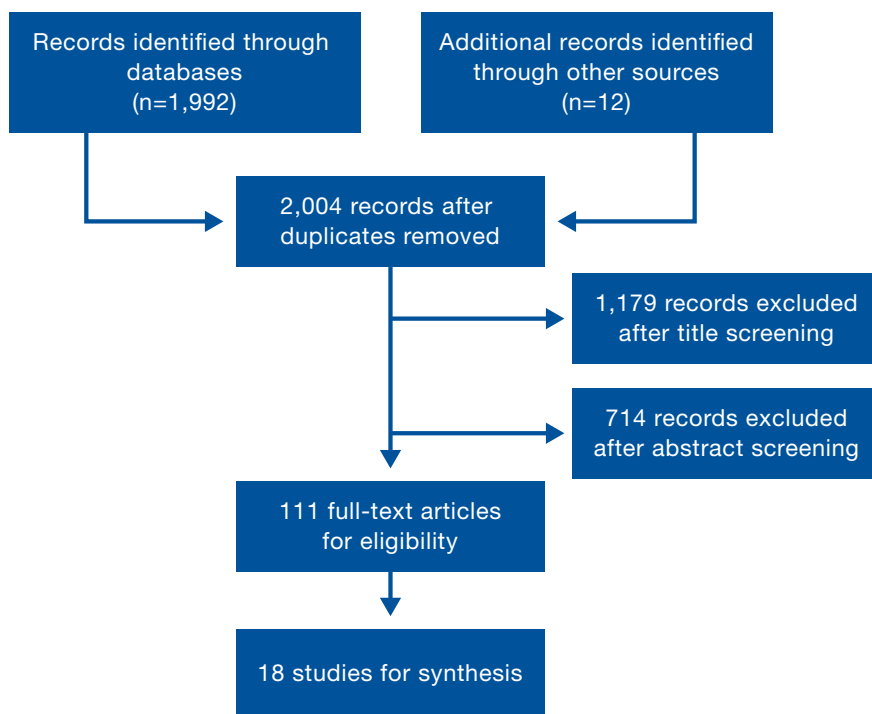 Records identified through
databases
(n=1,992)
Additional records identified
through other sources
(n=12)
2,004 records after
duplicates removed
1,179 records excluded
after title screening
714 records excluded
after abstract screening
111 full-text articles
for eligibility
18 studies for synthesis